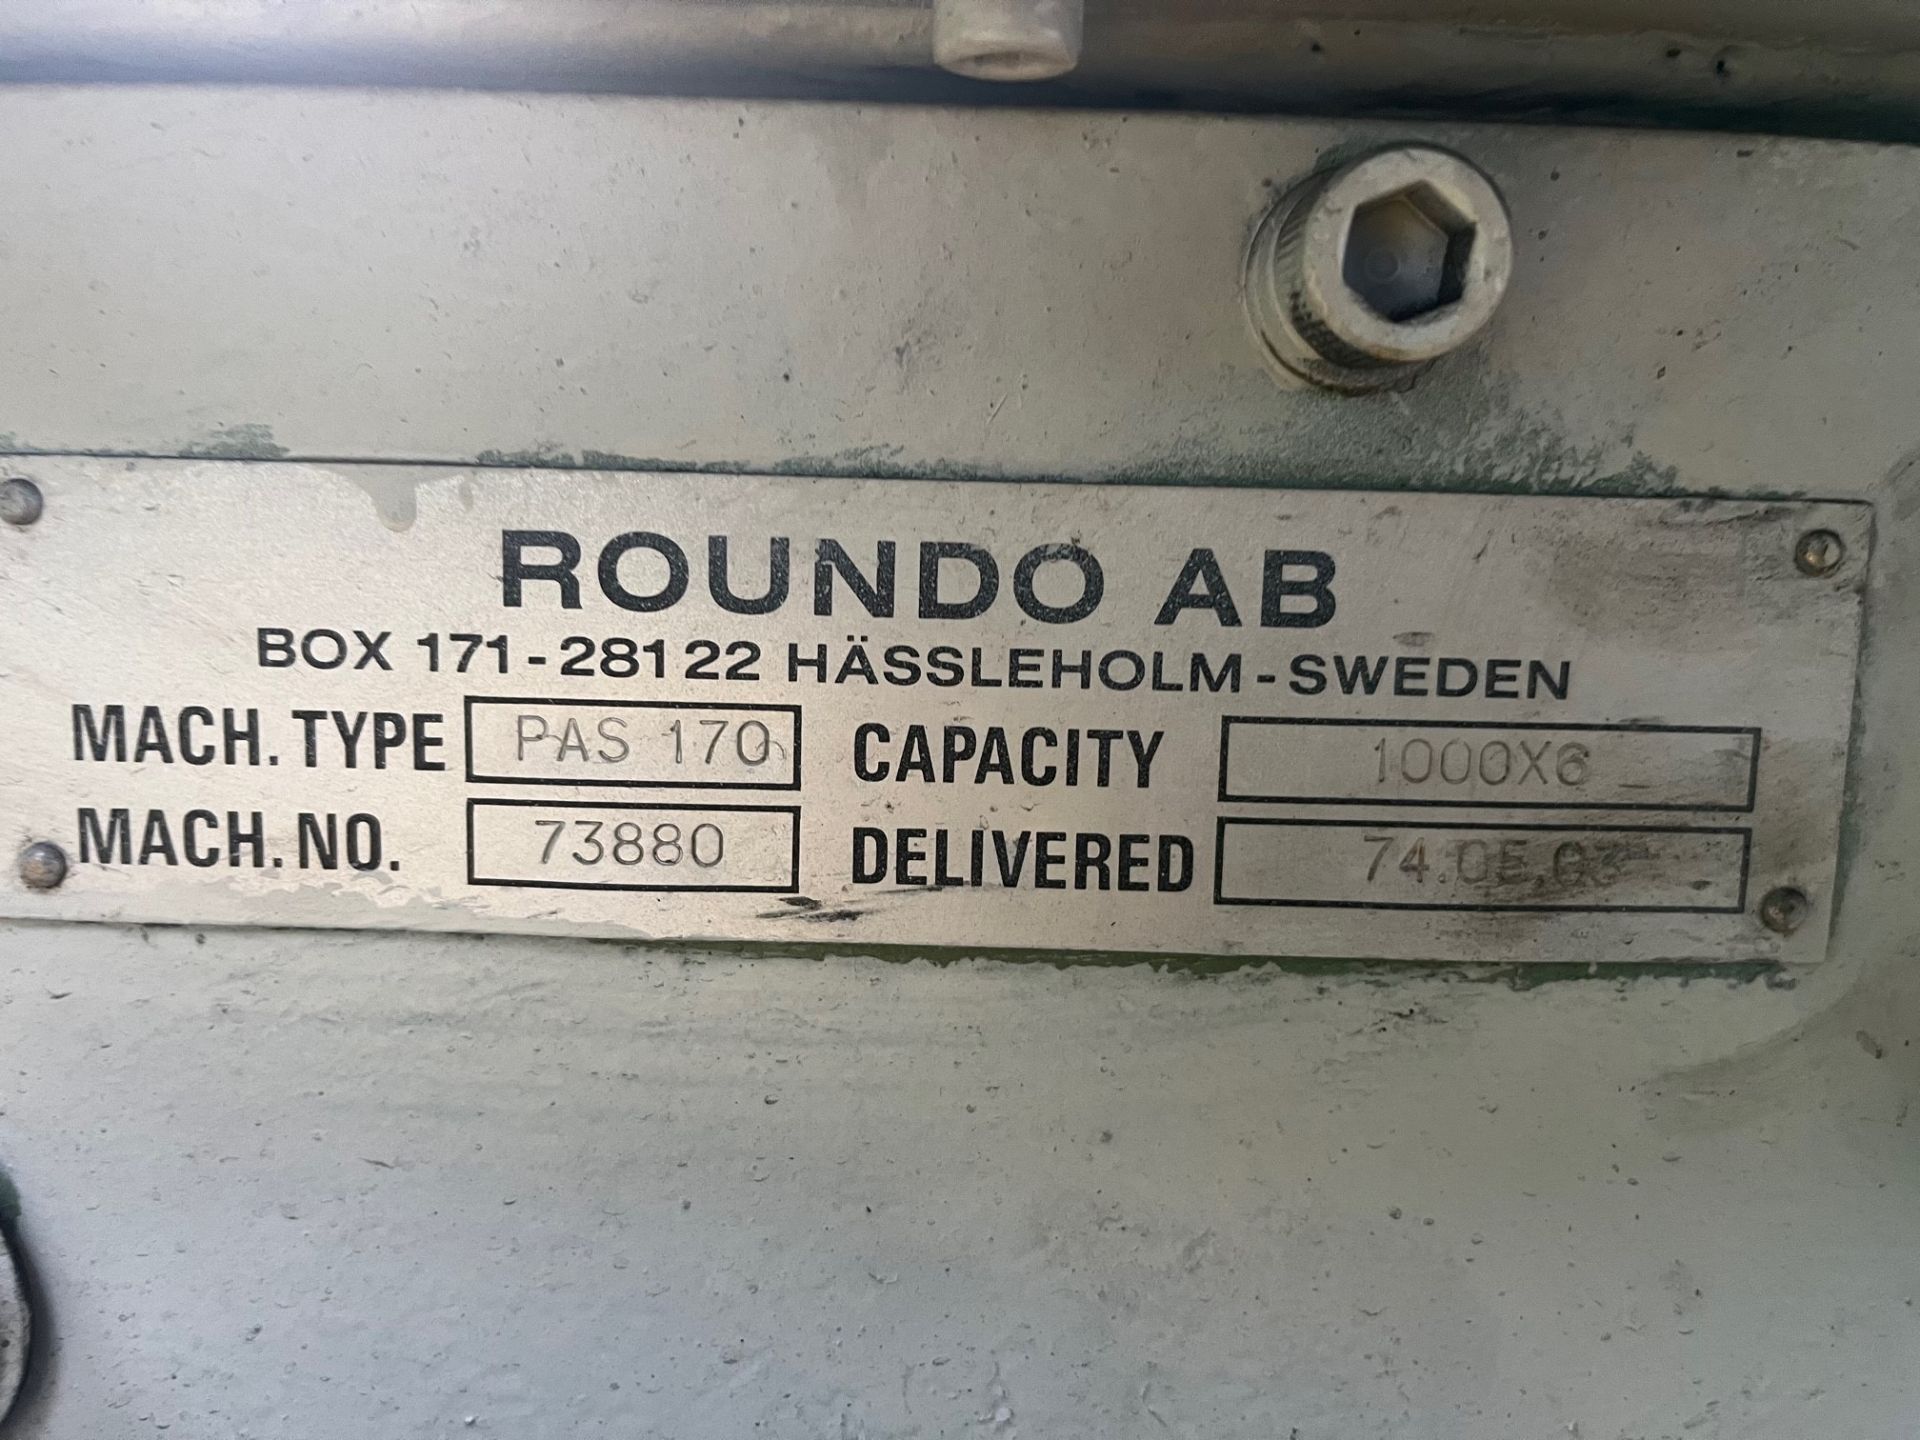 ROUNDO AB
BOX 171 - 281 22 HÄSSLEHOLM - SWEDEN
MACH. TYPE PAS 170 CAPACITY 1000X6
MACH. NO. 73880 DELIVERED